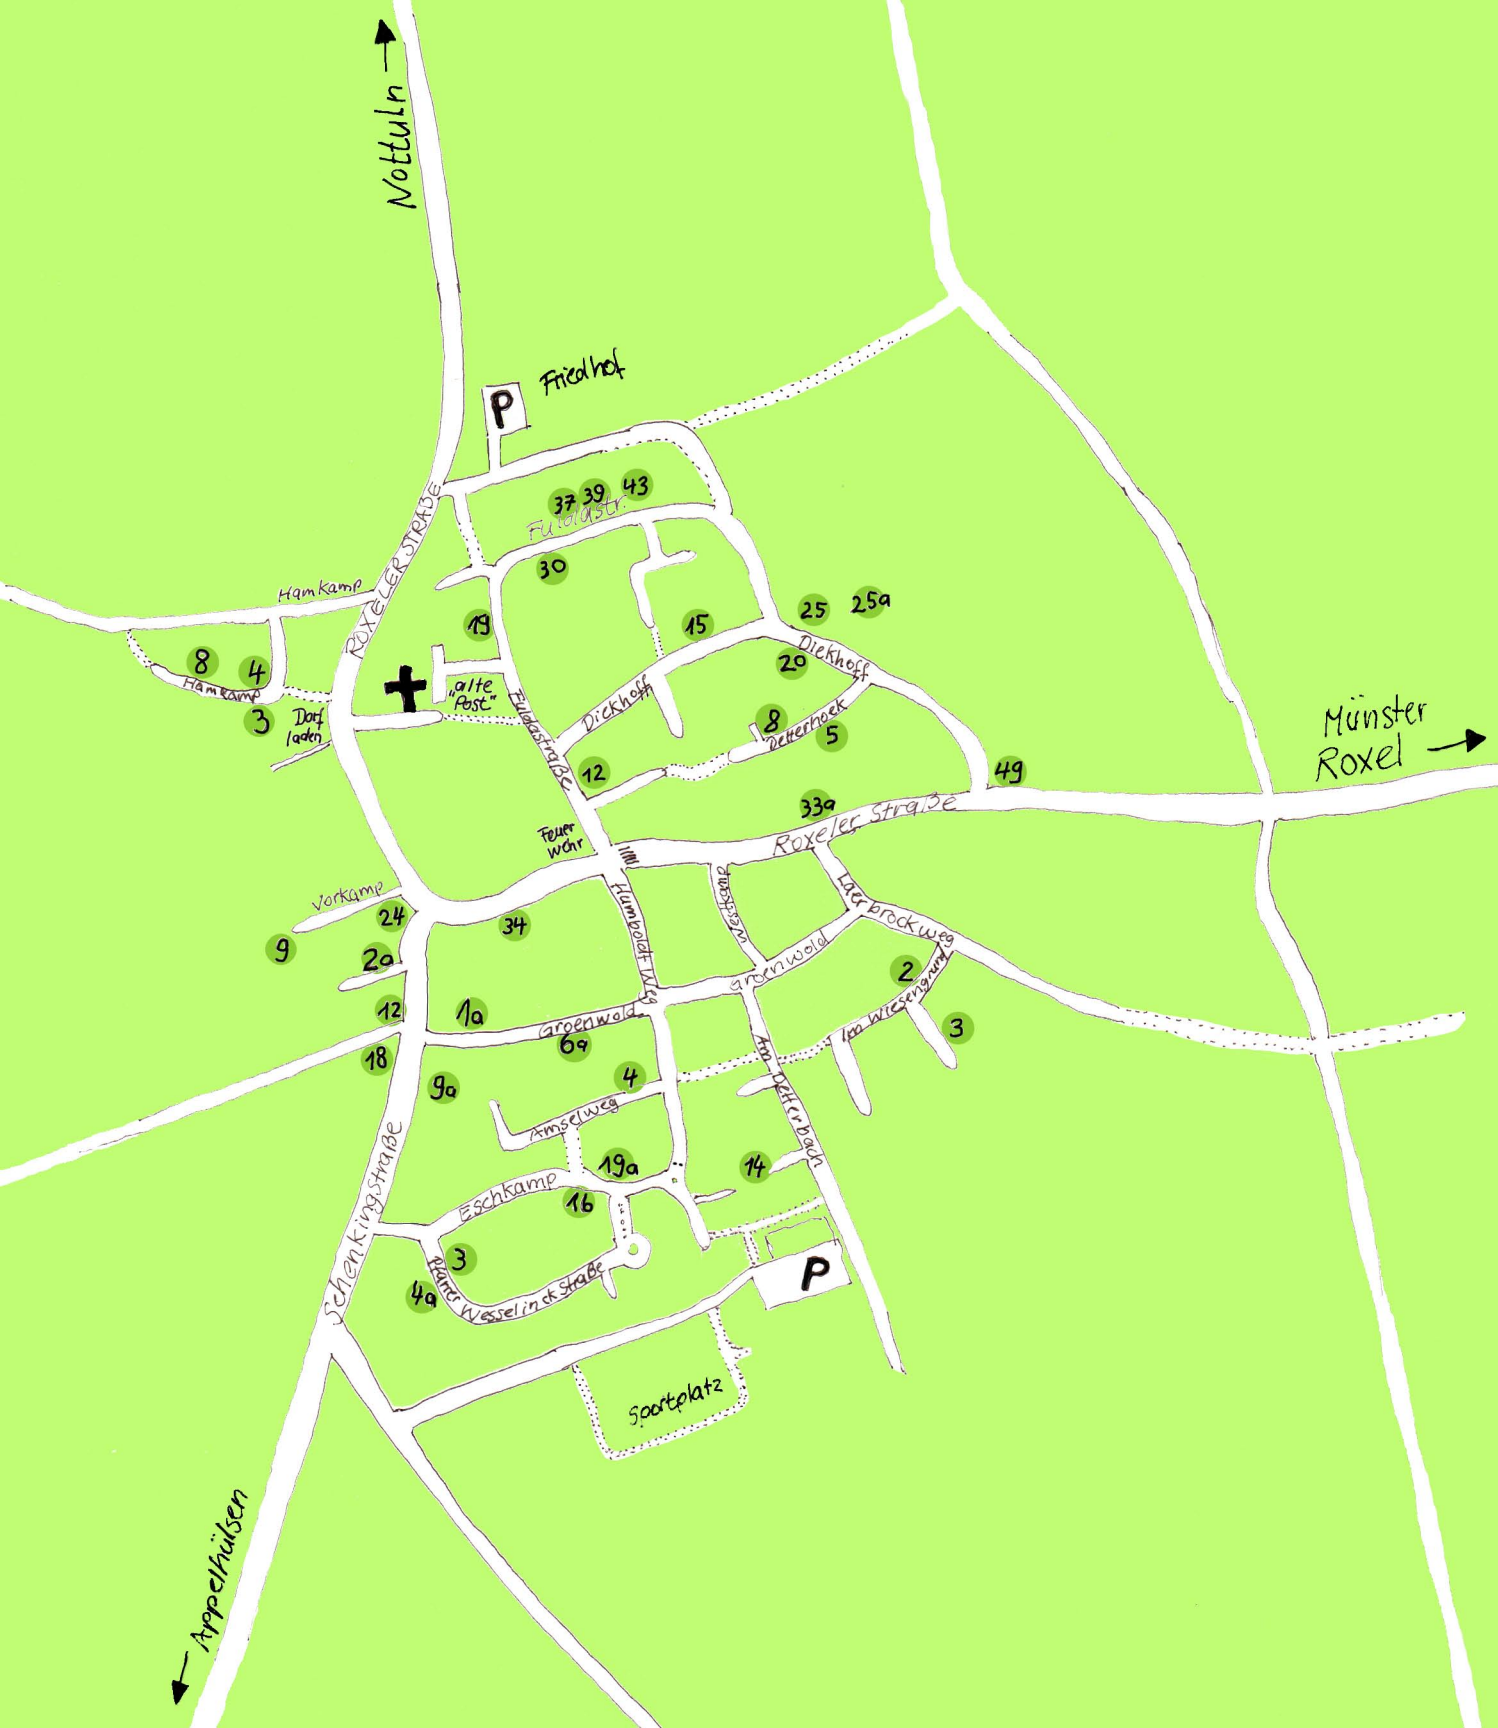 Nottuln
Friedhof
P
37 39 43
Fuldastr.
30
ROXELER STRAßE
Hamkamp
19
15
25
25a
8
4
Hamkamp
3
"alte
Post"
Dorf
laden
Fuldastraße
Diekhoff
20
Diekhoff
8
Detterhoek
5
12
49
Münster
Roxel
33a
Roxeler Straße
Feuer
wehr
Vorkamp
24
9
34
Humboldt Weg
Westkamp
Laerbrockweg
2a
12
1a
Groenwold
6a
Groenwold
2
Im Wiesengrund
3
18
9a
4
Amselweg
Am Detterbach
19a
14
Eschkamp
16
Schenkingstraße
3
4a
Pfarrer Wesselinck Straße
P
Sportplatz
Appelhülsen